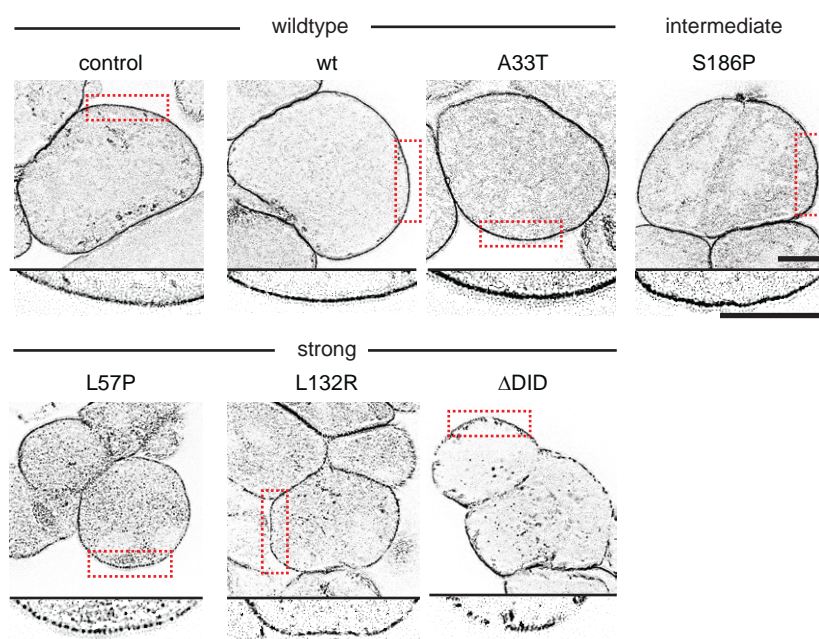 wildtype intermediate
control wt A33T S186P
strong
L57P L132R ΔDID